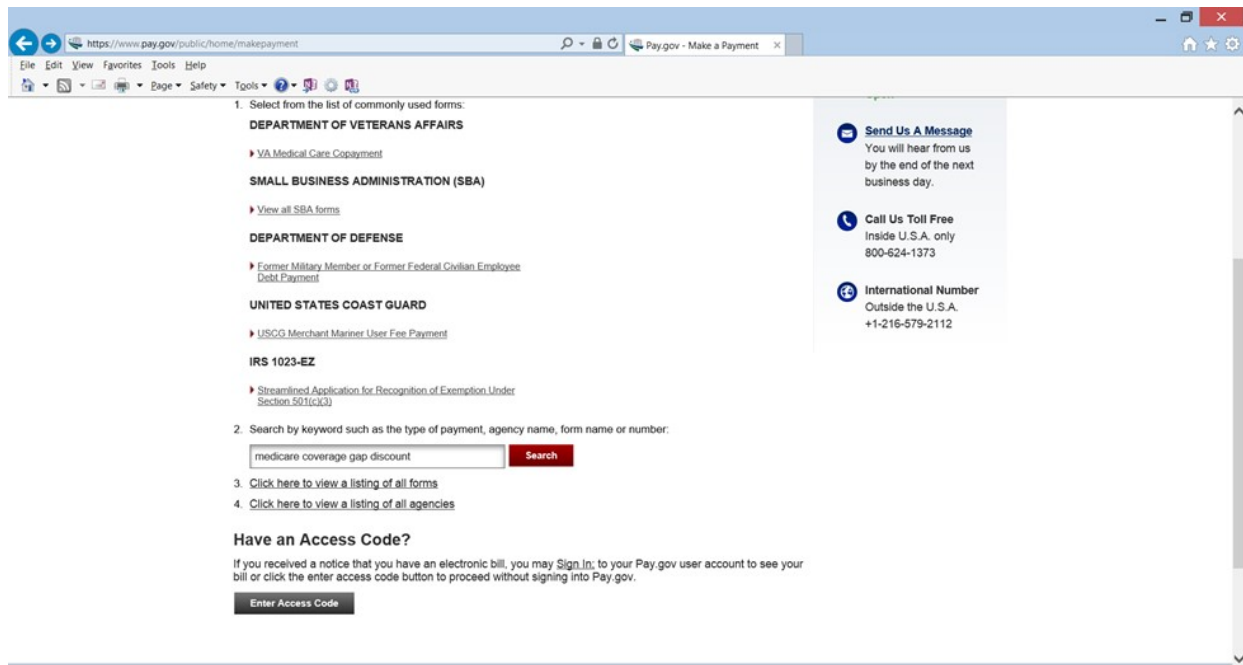 https://www.pay.gov/public/home/makepayment
Pay.gov - Make a Payment
File Edit View Favorites Tools Help
Page Safety Tools
1. Select from the list of commonly used forms:
DEPARTMENT OF VETERANS AFFAIRS
VA Medical Care Copayment
SMALL BUSINESS ADMINISTRATION (SBA)
View all SBA forms
DEPARTMENT OF DEFENSE
Former Military Member or Former Federal Civilian Employee
Debt Payment
UNITED STATES COAST GUARD
USCG Merchant Mariner User Fee Payment
IRS 1023-EZ
Streamlined Application for Recognition of Exemption Under
Section 501(c)(3)
2. Search by keyword such as the type of payment, agency name, form name or number:
medicare coverage gap discount
Search
3. Click here to view a listing of all forms
4. Click here to view a listing of all agencies
Have an Access Code?
If you received a notice that you have an electronic bill, you may Sign In: to your Pay.gov user account to see your
bill or click the enter access code button to proceed without signing into Pay.gov.
Enter Access Code
Send Us A Message
You will hear from us
by the end of the next
business day.
Call Us Toll Free
Inside U.S.A. only
800-624-1373
International Number
Outside the U.S.A.
+1-216-579-2112